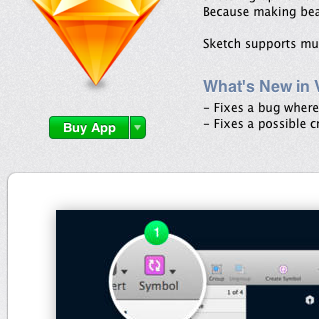 Because making bea
Sketch supports mu
What's New in V
- Fixes a bug where
- Fixes a possible cr
Buy App
1
ert
Symbol
1 of 4
Group
Ungroup
Create Symbol